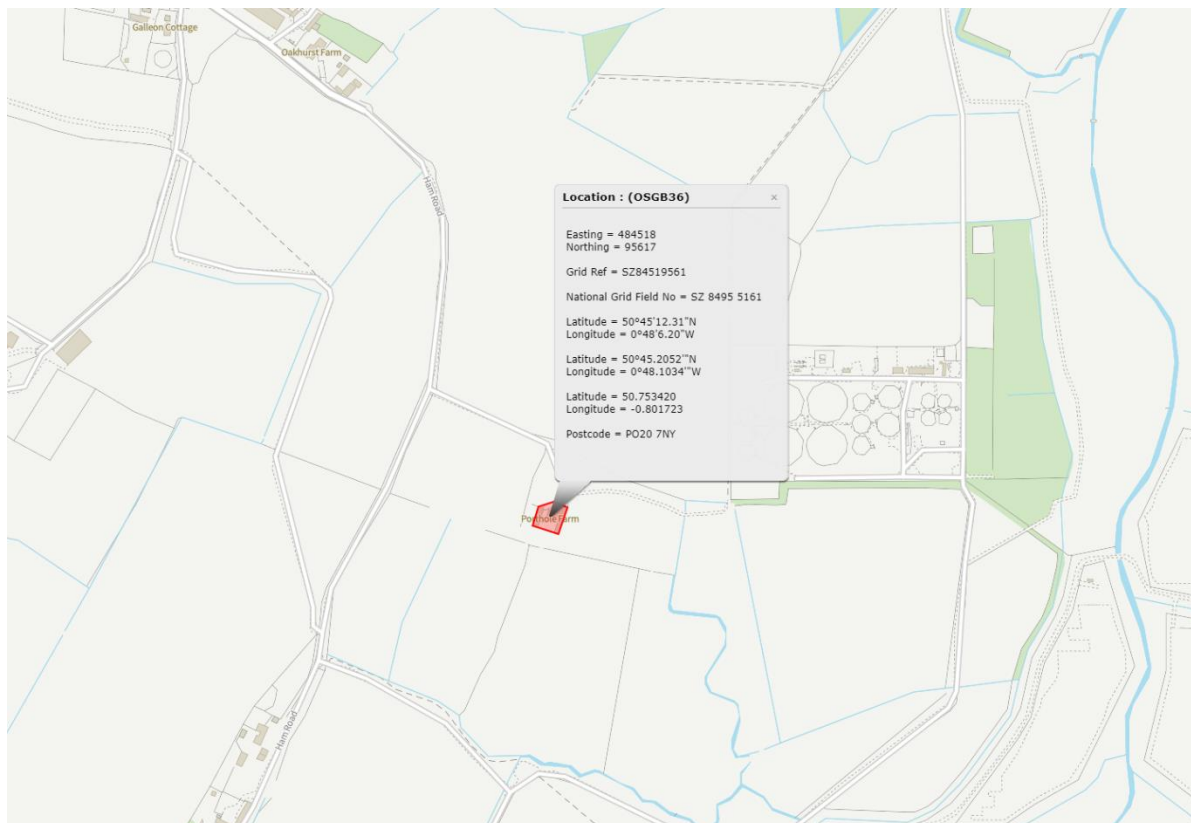 Galleon Cottage
Oakhurst Farm
Ham Road
Location : (OSGB36)
×
Easting = 484518
Northing = 95617
Grid Ref = SZ84519561
National Grid Field No = SZ 8495 5161
Latitude = 50º45'12.31"N
Longitude = 0º48'6.20"W
Latitude = 50º45.2052'"N
Longitude = 0º48.1034'"W
Latitude = 50.753420
Longitude = -0.801723
Postcode = PO20 7NY
Porthole Farm
Ham Road